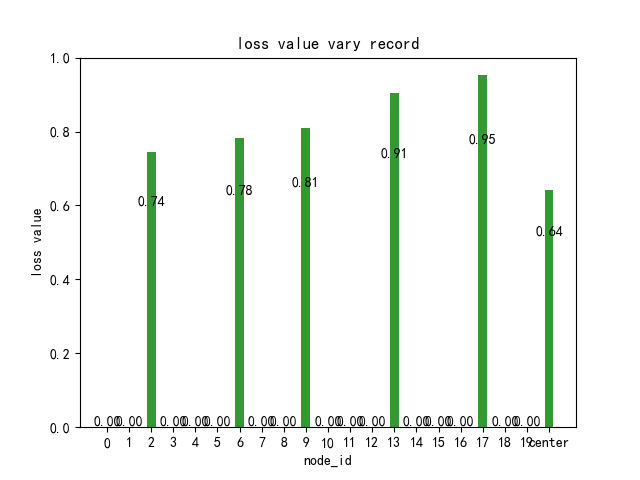 loss value vary record
loss value
1.0
0.8
0.6
0.4
0.2
0.0
0.00 0.00 0.74 0.00 0.00 0.00 0.78 0.00 0.00 0.81 0.00 0.00 0.00 0.91 0.00 0.00 0.00 0.95 0.00 0.00 0.64
0 1 2 3 4 5 6 7 8 9 10 11 12 13 14 15 16 17 18 19 center
node_id